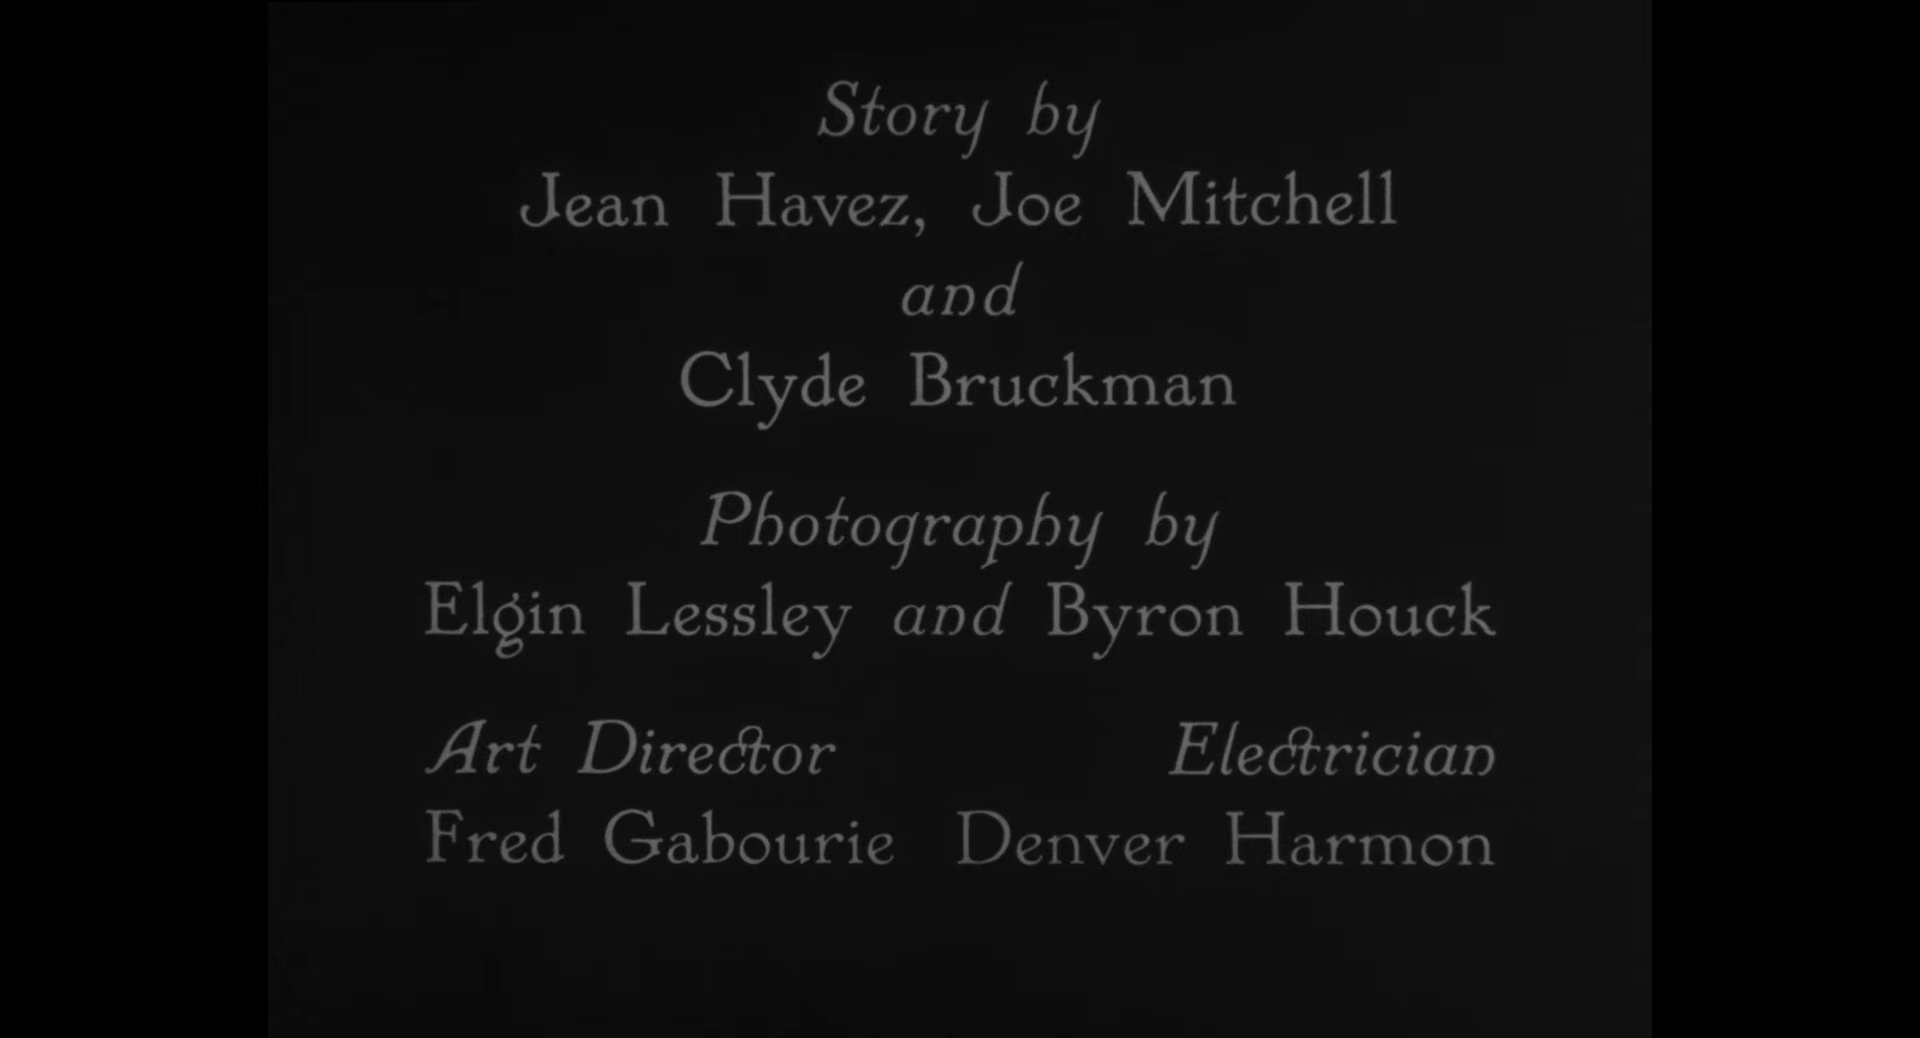 Story by
Jean Havez, Joe Mitchell
and
Clyde Bruckman
Photography by
Elgin Lessley and Byron Houck
Art Director Electrician
Fred Gabourie Denver Harmon